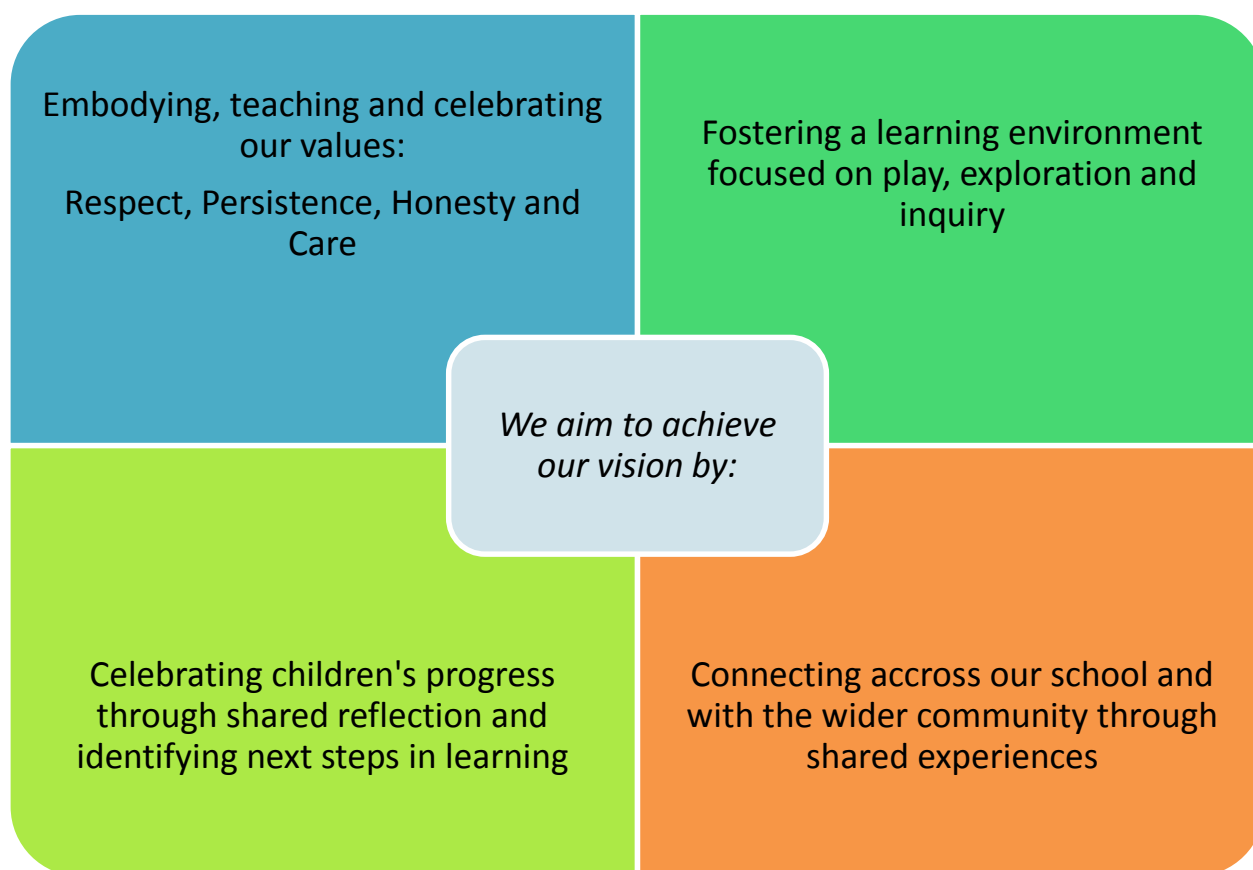 Embodying, teaching and celebrating
our values:
Respect, Persistence, Honesty and
Care
Fostering a learning environment
focused on play, exploration and
inquiry
We aim to achieve
our vision by:
Celebrating children's progress
through shared reflection and
identifying next steps in learning
Connecting accross our school and
with the wider community through
shared experiences